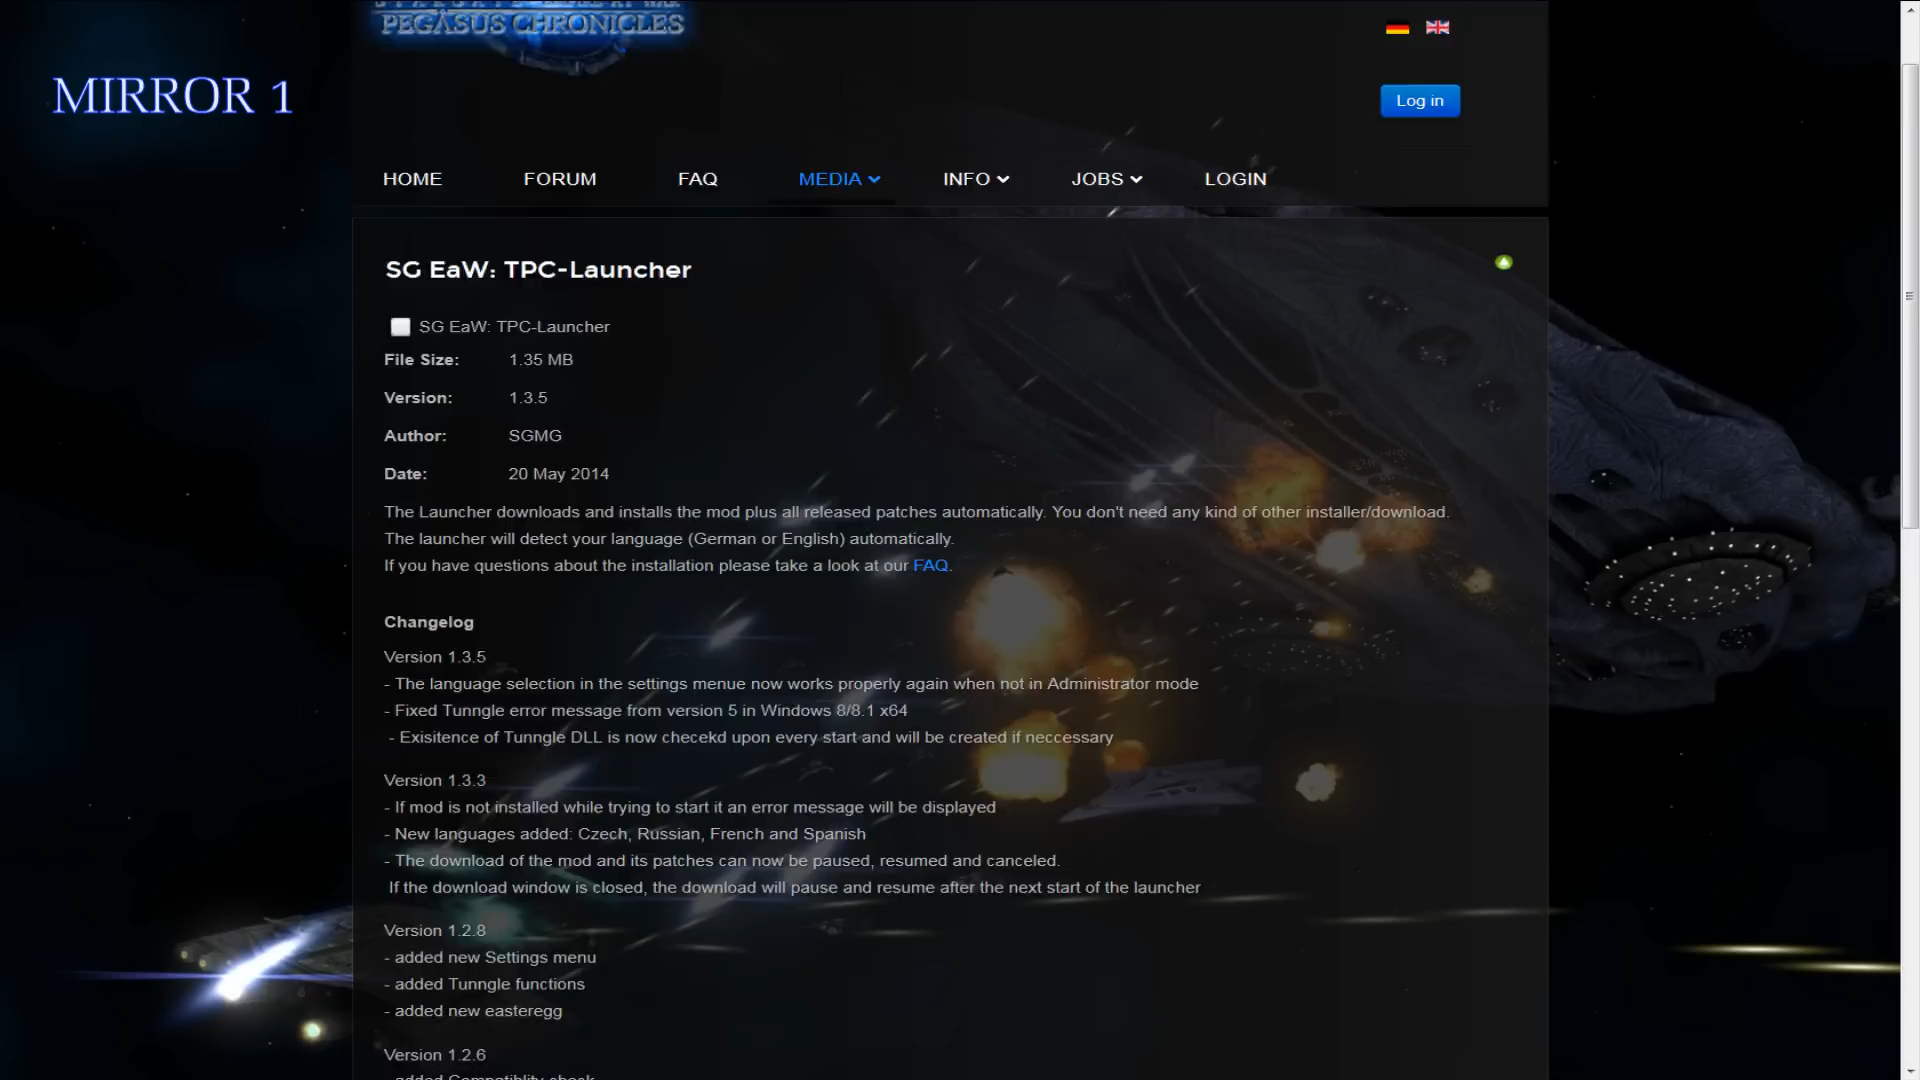 PEGASUS CHRONICLES
MIRROR 1
Log in
HOME FORUM FAQ MEDIA INFO JOBS LOGIN
SG EaW: TPC-Launcher
SG EaW: TPC-Launcher
File Size: 1.35 MB
Version: 1.3.5
Author: SGMG
Date: 20 May 2014
The Launcher downloads and installs the mod plus all released patches automatically. You don't need any kind of other installer/download.
The launcher will detect your language (German or English) automatically.
If you have questions about the installation please take a look at our FAQ.
Changelog
Version 1.3.5
- The language selection in the settings menue now works properly again when not in Administrator mode
- Fixed Tunngle error message from version 5 in Windows 8/8.1 x64
- Exisitence of Tunngle DLL is now checekd upon every start and will be created if neccessary
Version 1.3.3
- If mod is not installed while trying to start it an error message will be displayed
- New languages added: Czech, Russian, French and Spanish
- The download of the mod and its patches can now be paused, resumed and canceled.
If the download window is closed, the download will pause and resume after the next start of the launcher
Version 1.2.8
- added new Settings menu
- added Tunngle functions
- added new easteregg
Version 1.2.6
- added Compatiblity check